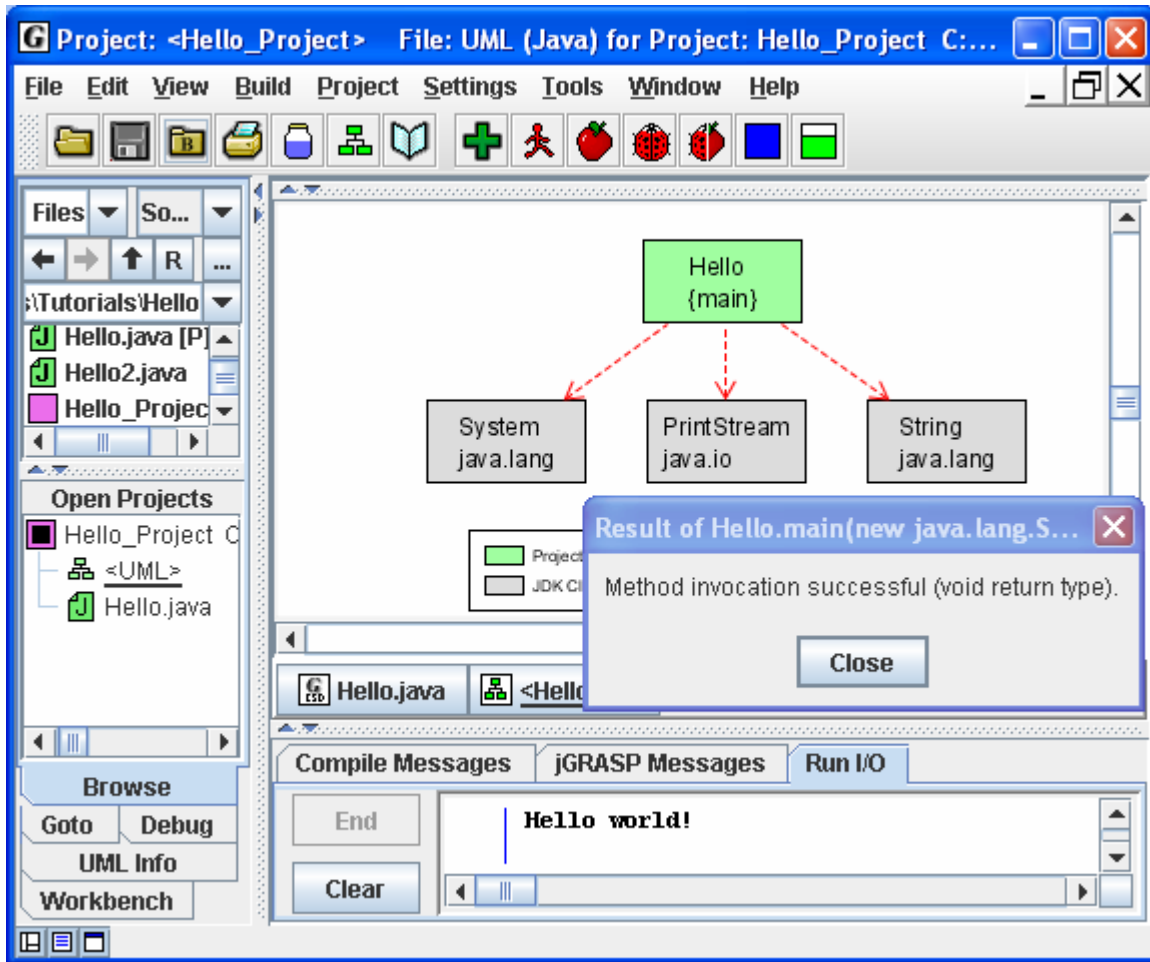 G Project: <Hello_Project> File: UML (Java) for Project: Hello_Project C:...
File Edit View Build Project Settings Tools Window Help
B
Files So...
R ...
s\Tutorials\Hello
J Hello.java [P]
J Hello2.java
Hello_Projec
Open Projects
Hello_Project C
<UML>
J Hello.java
Browse
Goto Debug
UML Info
Workbench
Hello
{main}
System
java.lang
PrintStream
java.io
String
java.lang
Project
JDK Cl
Result of Hello.main(new java.lang.S...
Method invocation successful (void return type).
Close
G CSD Hello.java <Hello
Compile Messages jGRASP Messages Run I/O
End
Clear
Hello world!